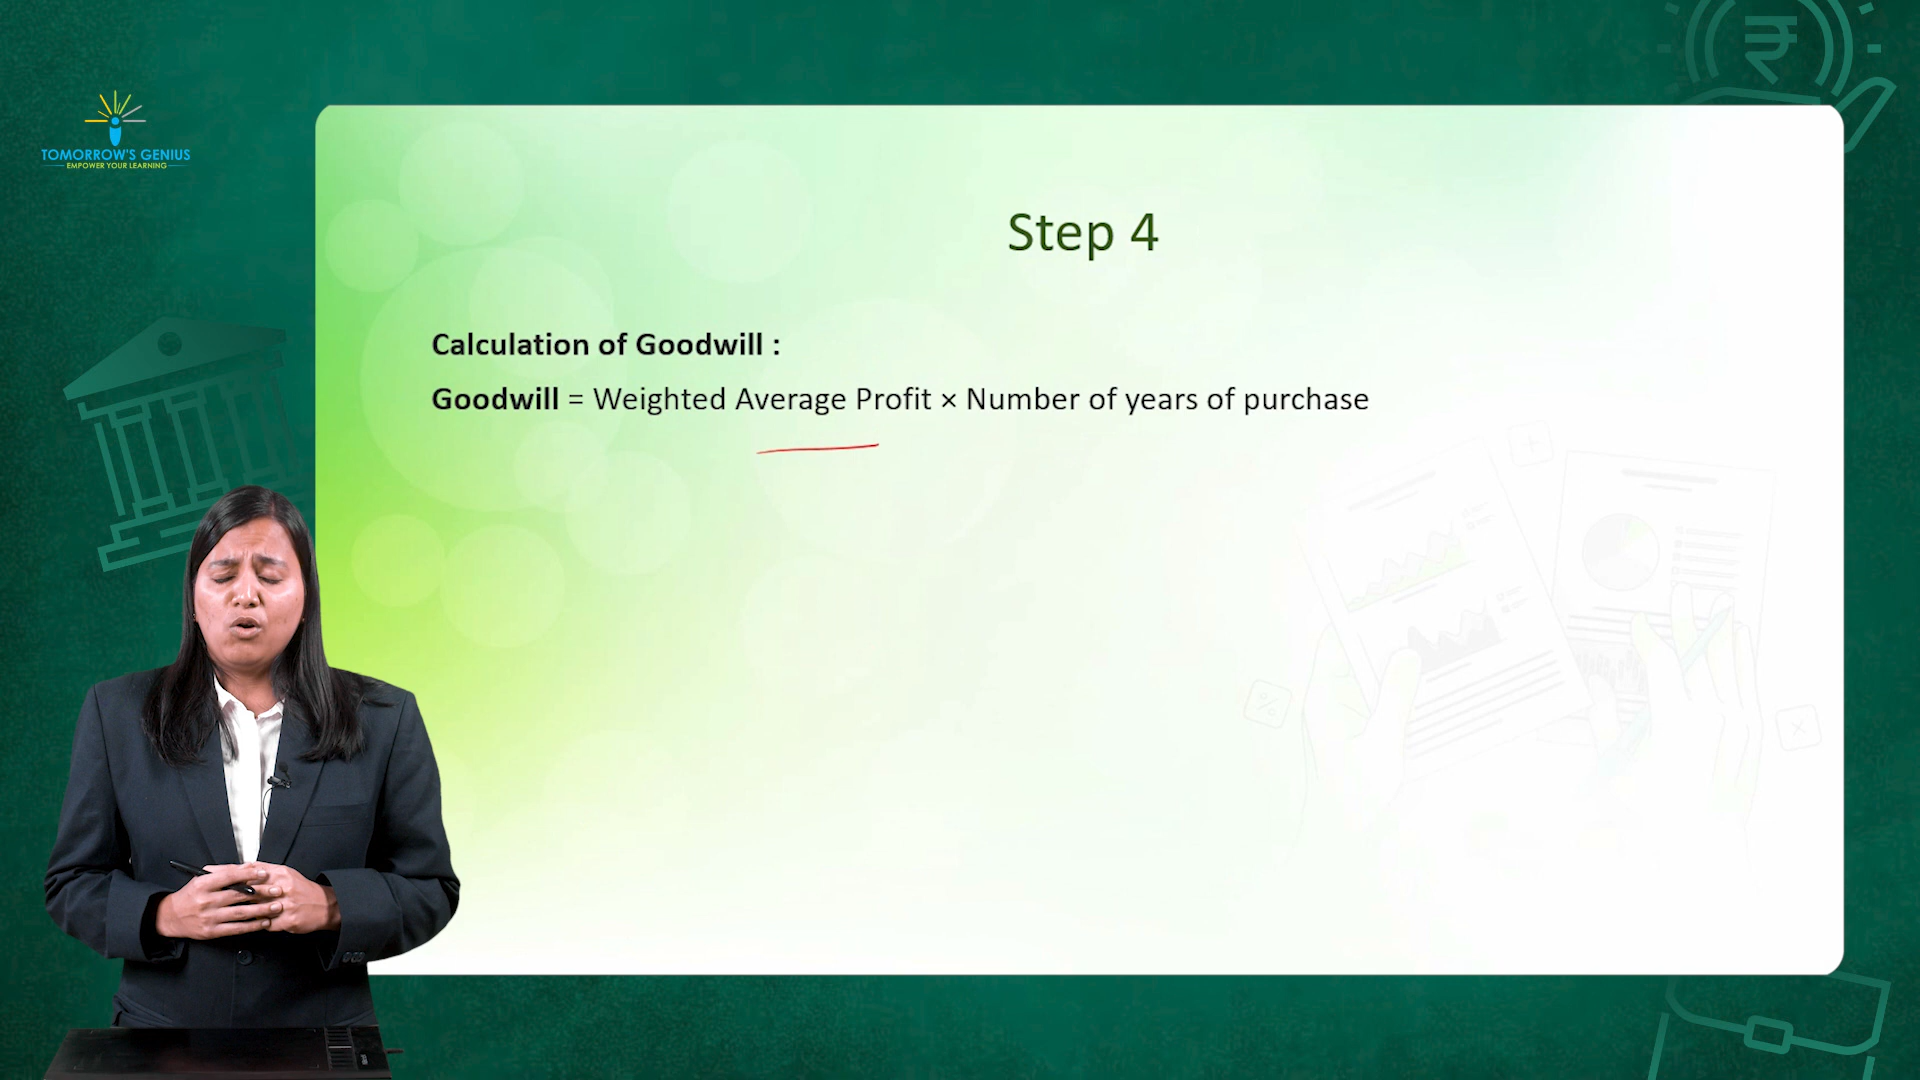 TOMORROW'S GENIUS
EMPOWER YOUR LEARNING
Step 4
Calculation of Goodwill :
Goodwill = Weighted Average Profit × Number of years of purchase